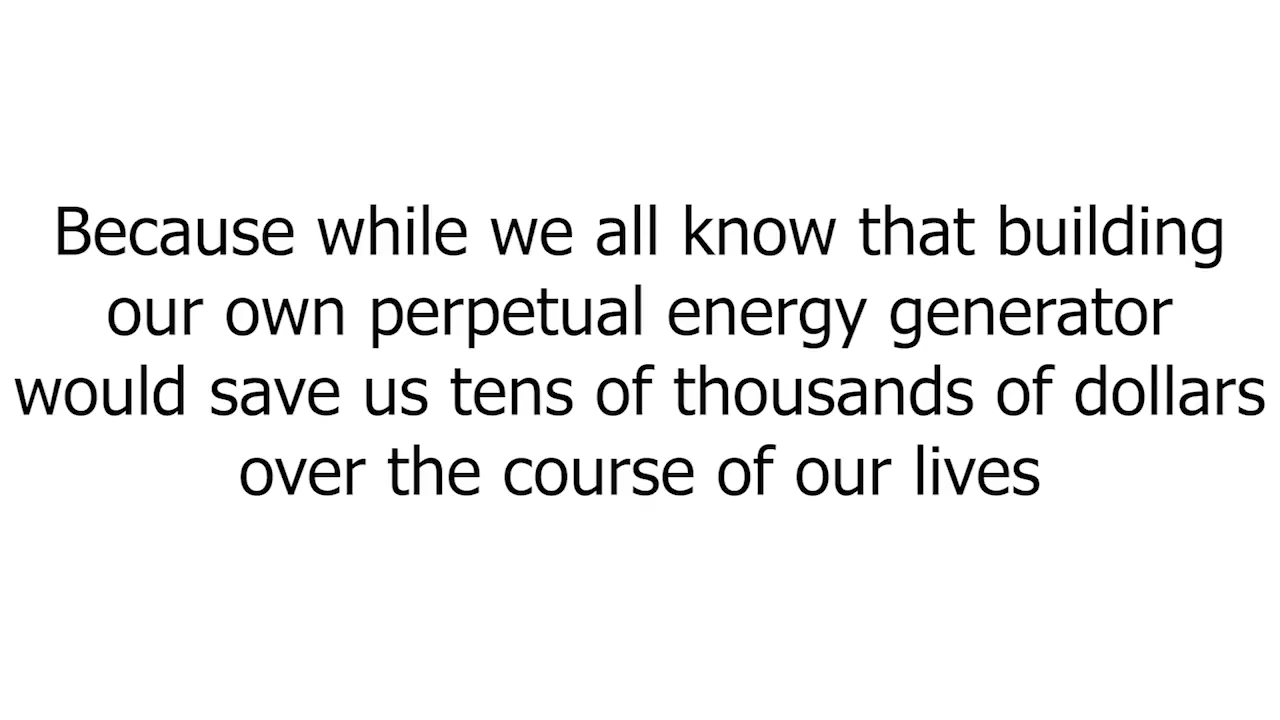 Because while we all know that building
our own perpetual energy generator
would save us tens of thousands of dollars
over the course of our lives